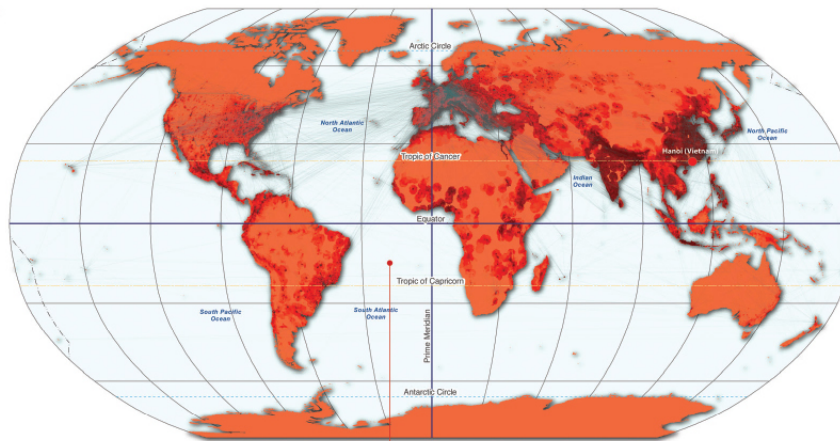 Arctic Circle
North Atlantic
Ocean
North Pacific
Ocean
Hanbi (Vietnam)
Tropic of Cancer
Indian
Ocean
Equator
Tropic of Capricorn
South Pacific
Ocean
South Atlantic
Ocean
Prime Meridian
Antarctic Circle